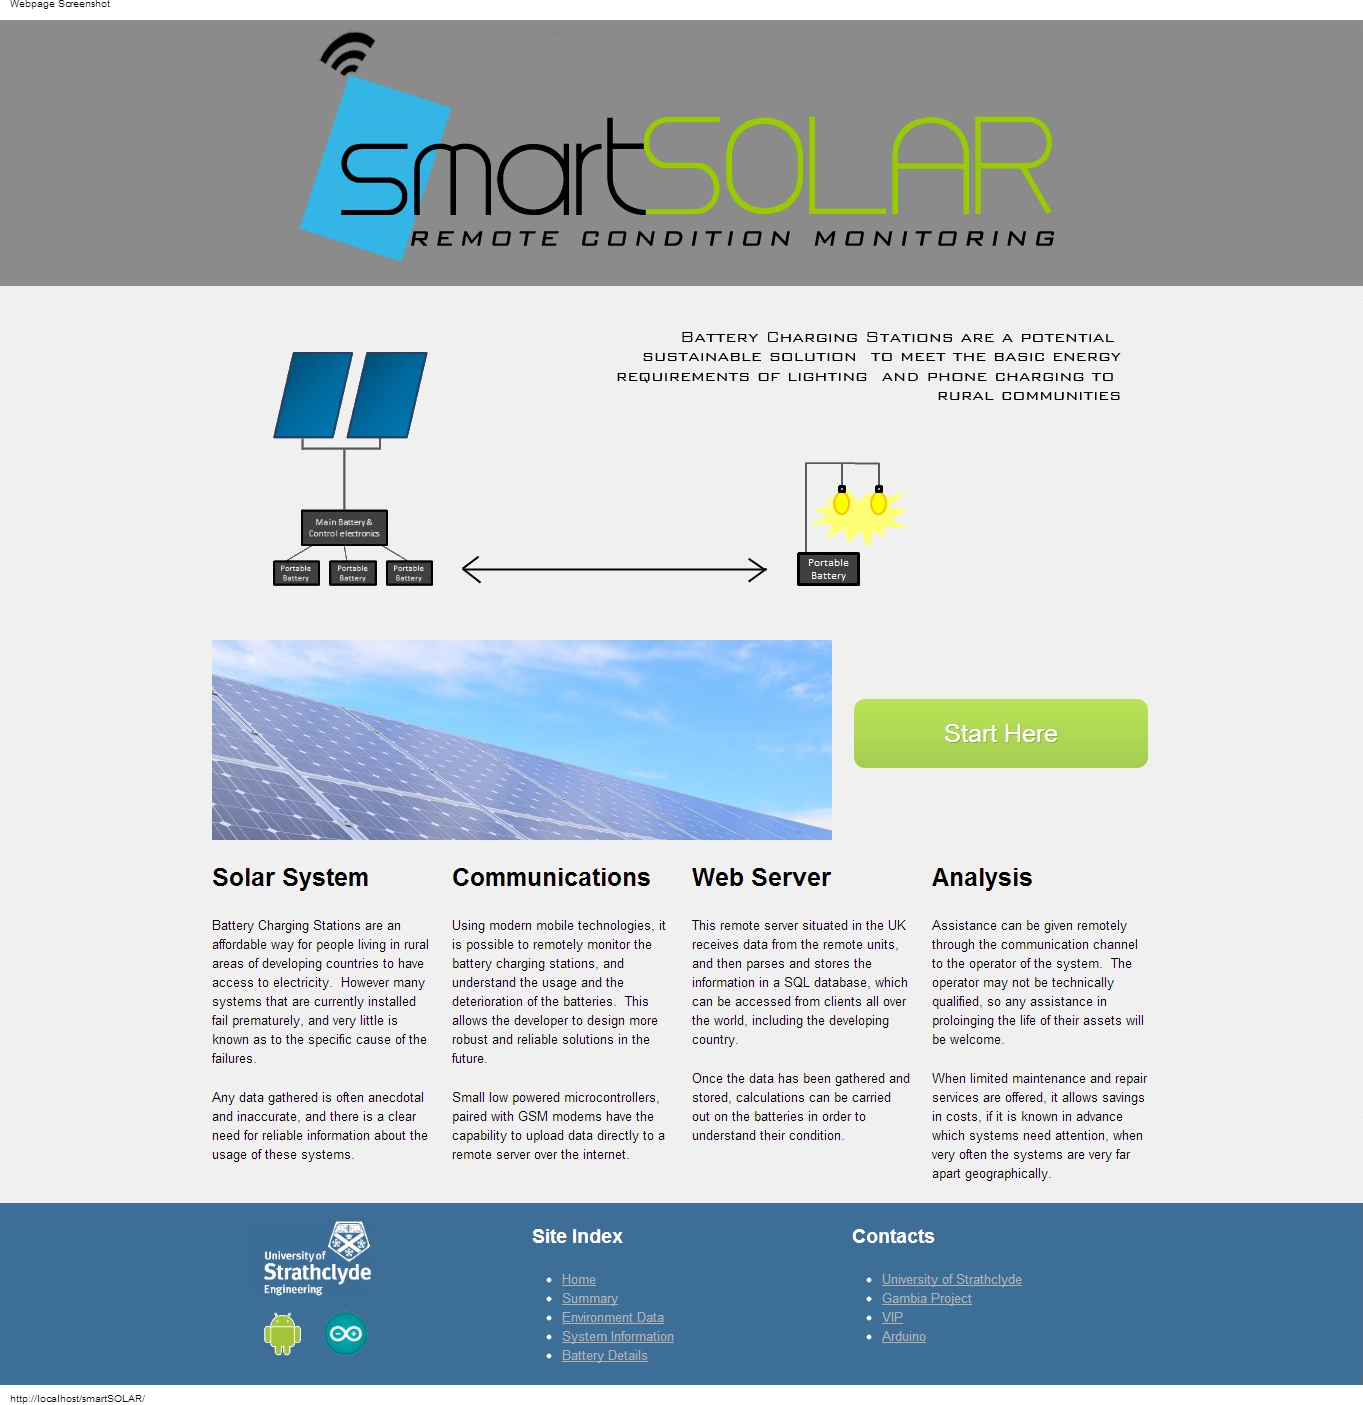 Webpage Screenshot
smartSOLAR
REMOTE CONDITION MONITORING
Battery Charging Stations are a potential
sustainable solution to meet the basic energy
requirements of lighting and phone charging to
rural communities
Main Battery &
Control electronics
Portable
Battery
Portable
Battery
Portable
Battery
Portable
Battery
Start Here
Solar System
Battery Charging Stations are an
affordable way for people living in rural
areas of developing countries to have
access to electricity. However many
systems that are currently installed
fail prematurely, and very little is
known as to the specific cause of the
failures.
Any data gathered is often anecdotal
and inaccurate, and there is a clear
need for reliable information about the
usage of these systems.
Communications
Using modern mobile technologies, it
is possible to remotely monitor the
battery charging stations, and
understand the usage and the
deterioration of the batteries. This
allows the developer to design more
robust and reliable solutions in the
future.
Small low powered microcontrollers,
paired with GSM modems have the
capability to upload data directly to a
remote server over the internet.
Web Server
This remote server situated in the UK
receives data from the remote units,
and then parses and stores the
information in a SQL database, which
can be accessed from clients all over
the world, including the developing
country.
Once the data has been gathered and
stored, calculations can be carried
out on the batteries in order to
understand their condition.
Analysis
Assistance can be given remotely
through the communication channel
to the operator of the system. The
operator may not be technically
qualified, so any assistance in
proloinging the life of their assets will
be welcome.
When limited maintenance and repair
services are offered, it allows savings
in costs, if it is known in advance
which systems need attention, when
very often the systems are very far
apart geographically.
University of
Strathclyde
Engineering
Site Index
Home
Summary
Environment Data
System Information
Battery Details
Contacts
University of Strathclyde
Gambia Project
VIP
Arduino
http://localhost/smartSOLAR/